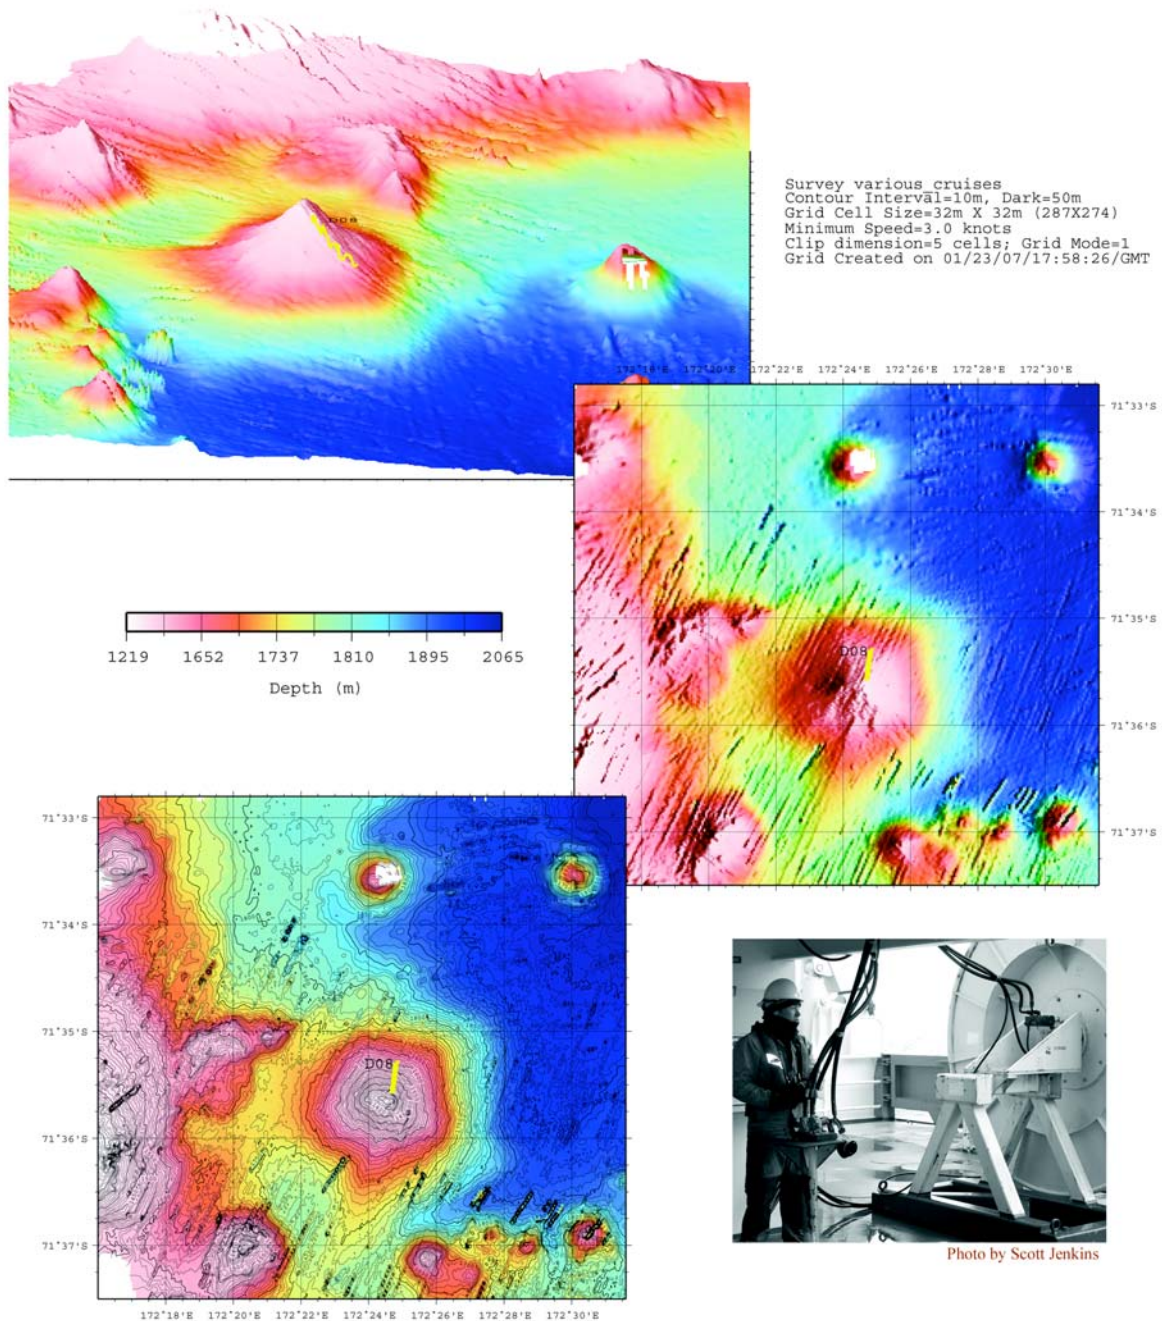 D08
Survey various cruises
Contour Interval=10m, Dark=50m
Grid Cell Size=32m X 32m (287X274)
Minimum Speed=3.0 knots
Clip dimension=5 cells; Grid Mode=1
Grid Created on 01/23/07/17:58:26/GMT
172°18'E 172°20'E 172°22'E 172°24'E 172°26'E 172°28'E 172°30'E
71°33'S
71°34'S
71°35'S
D08
71°36'S
71°37'S
1219 1652 1737 1810 1895 2065
Depth (m)
71°33'S
71°34'S
71°35'S
D08
71°36'S
71°37'S
172°18'E 172°20'E 172°22'E 172°24'E 172°26'E 172°28'E 172°30'E
Photo by Scott Jenkins